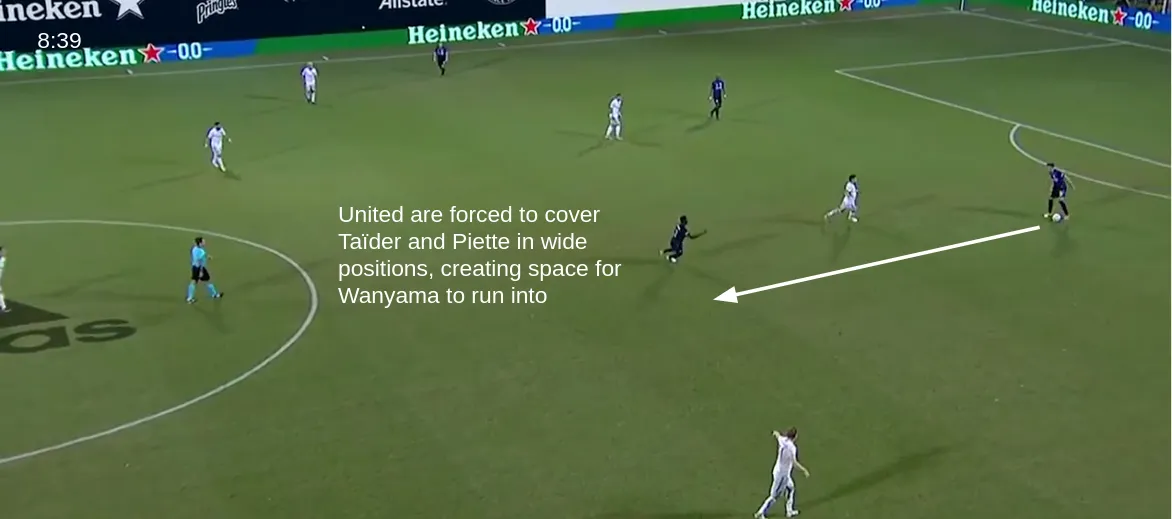 Heineken
Pringles
Allstate.
Heineken 0.0
Heineken 0.0
Heineken 0.0
8:39
Heineken 0.0
United are forced to cover
Taïder and Piette in wide
positions, creating space for
Wanyama to run into
das